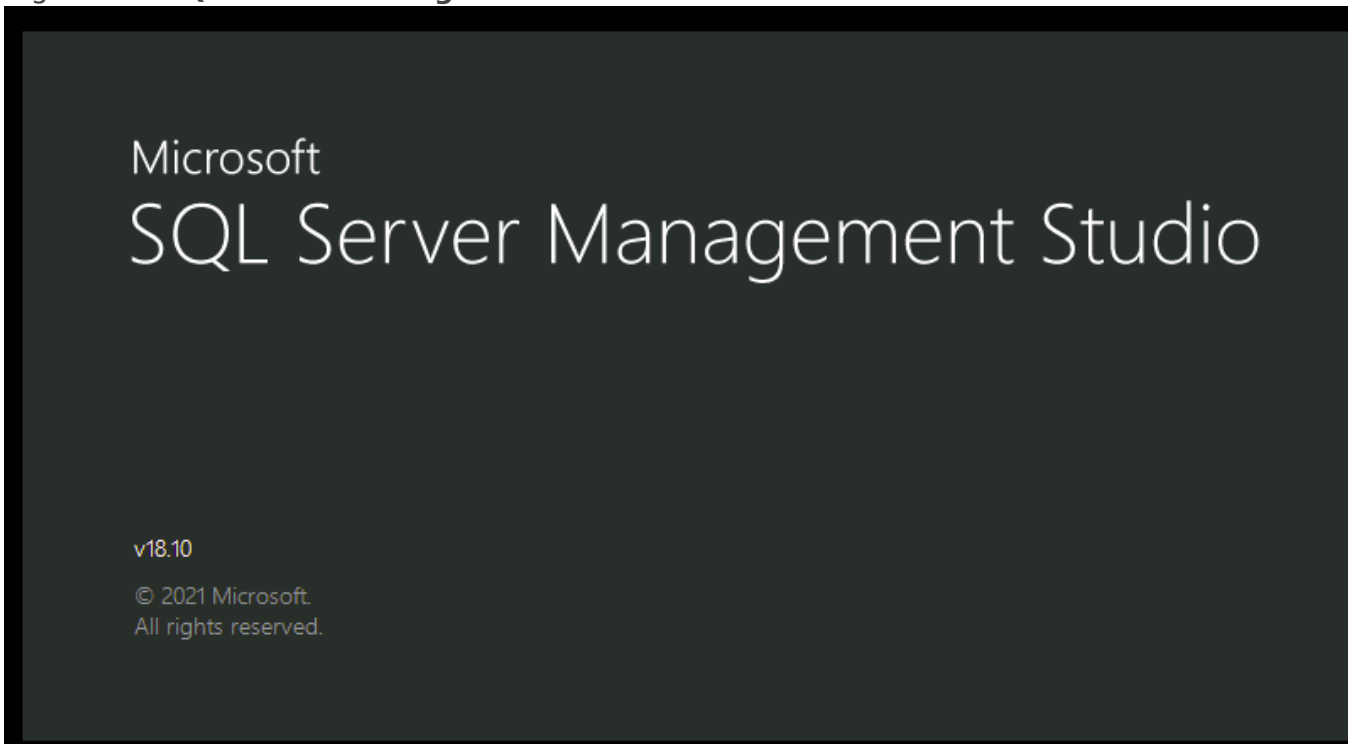 Microsoft
SQL Server Management Studio
v18.10
© 2021 Microsoft.
All rights reserved.